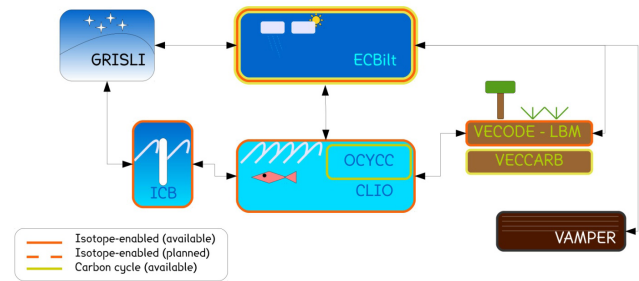 GRISLI
ECBilt
VECODE - LBM
OCYCC
VECCARB
ICB
CLIO
VAMPER
Isotope-enabled (available)
Isotope-enabled (planned)
Carbon cycle (available)